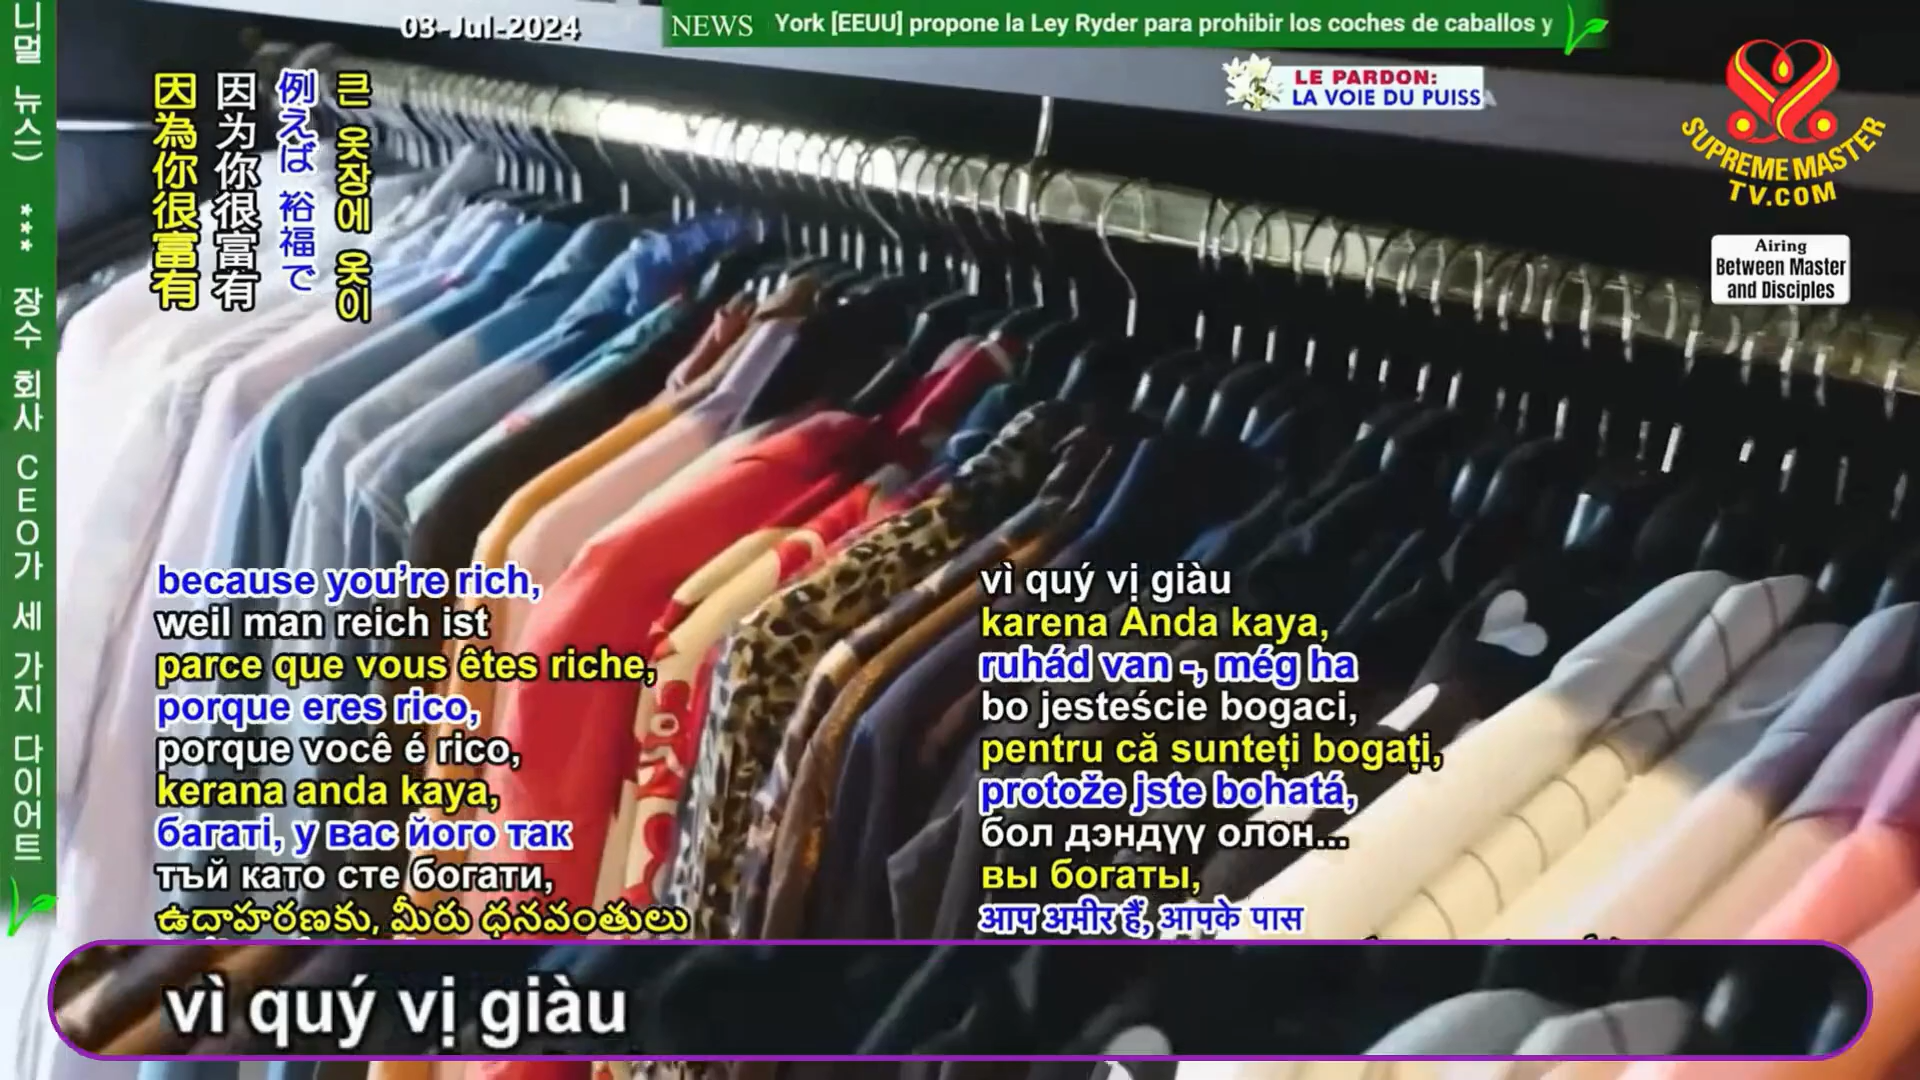 03-Jul-2024
NEWS York [EEUU] propone la Ley Ryder para prohibir los coches de caballos y
LE PARDON:
LA VOIE DU PUISS
SUPREME MASTER
TV.COM
Airing
Between Master
and Disciples
니멀 뉴스) *** 장수 회사 CEO가 세 가지 다이어트
큰 옷장에 옷이
例えば 裕福で
因为你很富有
因為你很富有
because you're rich,
weil man reich ist
parce que vous êtes riche,
porque eres rico,
porque você é rico,
kerana anda kaya,
багаті, у вас його так
тъй като сте богати,
ఉదాహరణకు, మీరు ధనవంతులు
vì quý vị giàu
karena Anda kaya,
ruhád van -, még ha
bo jesteście bogaci,
pentru că sunteți bogați,
protože jste bohatá,
бол дэндүү олон...
вы богаты,
आप अमीर हैं, आपके पास
vì quý vị giàu